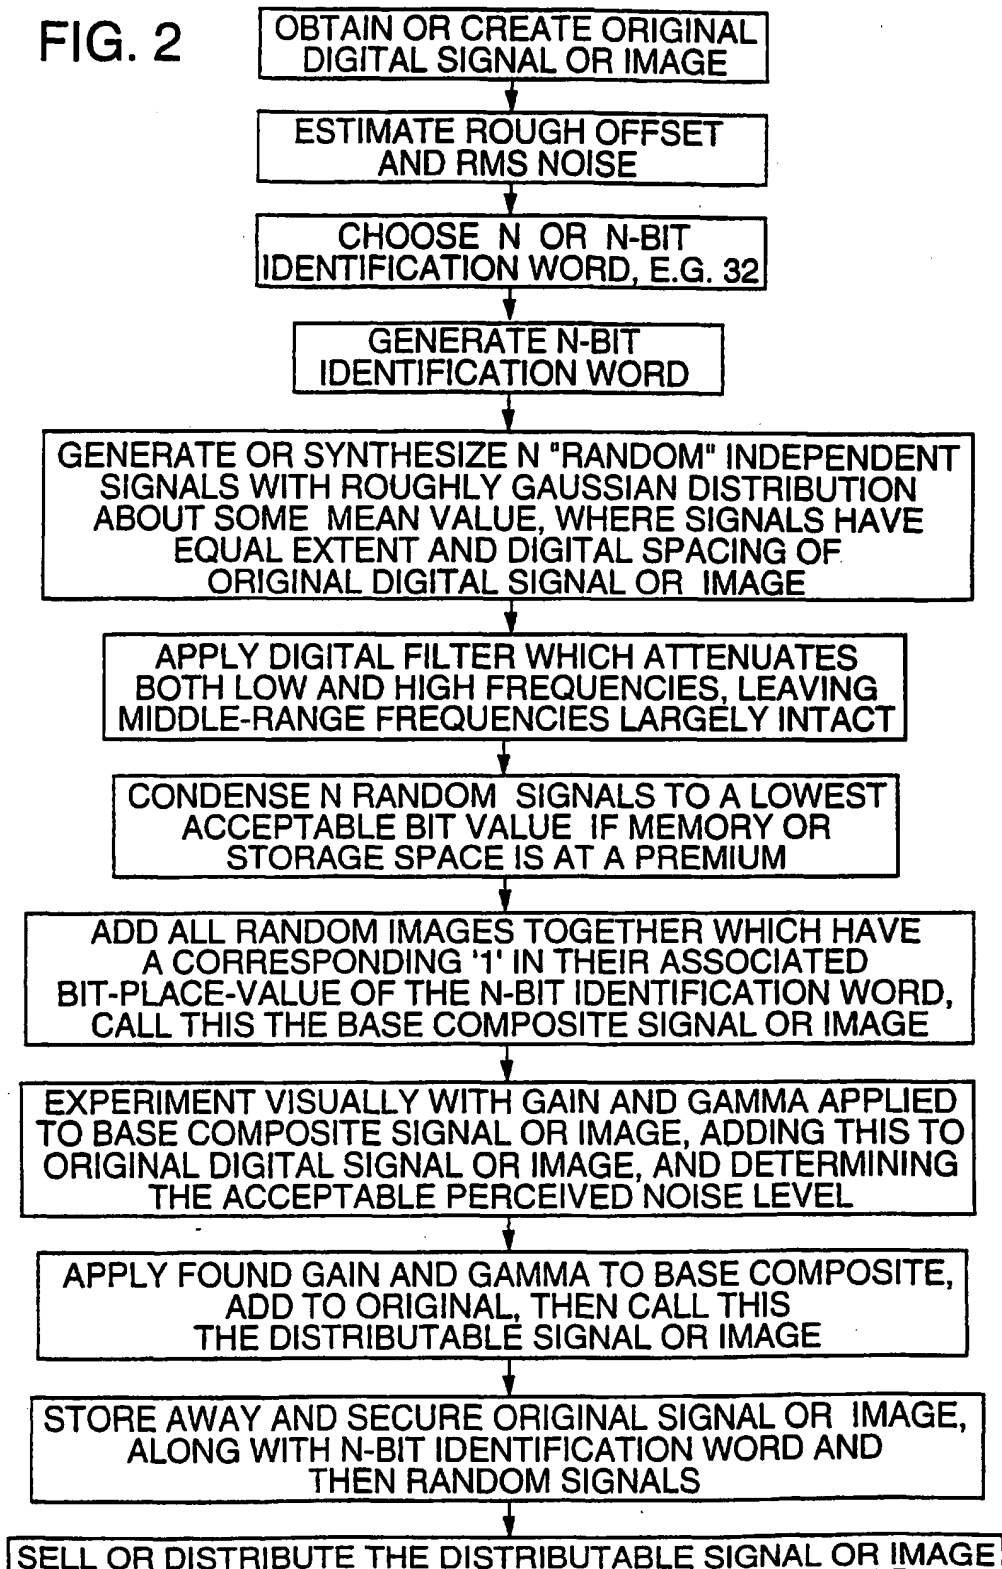 FIG. 2
OBTAIN OR CREATE ORIGINAL
DIGITAL SIGNAL OR IMAGE
ESTIMATE ROUGH OFFSET
AND RMS NOISE
CHOOSE N OR N-BIT
IDENTIFICATION WORD, E.G. 32
GENERATE N-BIT
IDENTIFICATION WORD
GENERATE OR SYNTHESIZE N "RANDOM" INDEPENDENT
SIGNALS WITH ROUGHLY GAUSSIAN DISTRIBUTION
ABOUT SOME MEAN VALUE, WHERE SIGNALS HAVE
EQUAL EXTENT AND DIGITAL SPACING OF
ORIGINAL DIGITAL SIGNAL OR IMAGE
APPLY DIGITAL FILTER WHICH ATTENUATES
BOTH LOW AND HIGH FREQUENCIES, LEAVING
MIDDLE-RANGE FREQUENCIES LARGELY INTACT
CONDENSE N RANDOM SIGNALS TO A LOWEST
ACCEPTABLE BIT VALUE IF MEMORY OR
STORAGE SPACE IS AT A PREMIUM
ADD ALL RANDOM IMAGES TOGETHER WHICH HAVE
A CORRESPONDING '1' IN THEIR ASSOCIATED
BIT-PLACE-VALUE OF THE N-BIT IDENTIFICATION WORD,
CALL THIS THE BASE COMPOSITE SIGNAL OR IMAGE
EXPERIMENT VISUALLY WITH GAIN AND GAMMA APPLIED
TO BASE COMPOSITE SIGNAL OR IMAGE, ADDING THIS TO
ORIGINAL DIGITAL SIGNAL OR IMAGE, AND DETERMINING
THE ACCEPTABLE PERCEIVED NOISE LEVEL
APPLY FOUND GAIN AND GAMMA TO BASE COMPOSITE,
ADD TO ORIGINAL, THEN CALL THIS
THE DISTRIBUTABLE SIGNAL OR IMAGE
STORE AWAY AND SECURE ORIGINAL SIGNAL OR IMAGE,
ALONG WITH N-BIT IDENTIFICATION WORD AND
THEN RANDOM SIGNALS
SELL OR DISTRIBUTE THE DISTRIBUTABLE SIGNAL OR IMAGE